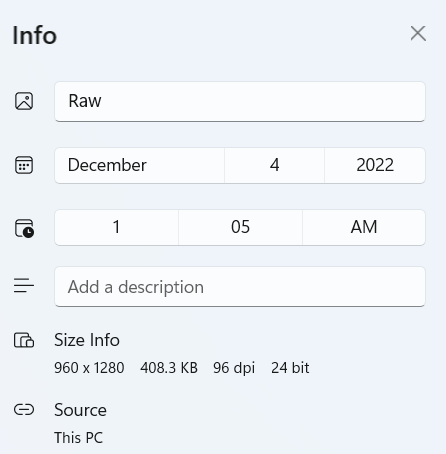 Info
Raw
December 4 2022
1 05 AM
Add a description
Size Info
960 x 1280 408.3 KB 96 dpi 24 bit
Source
This PC